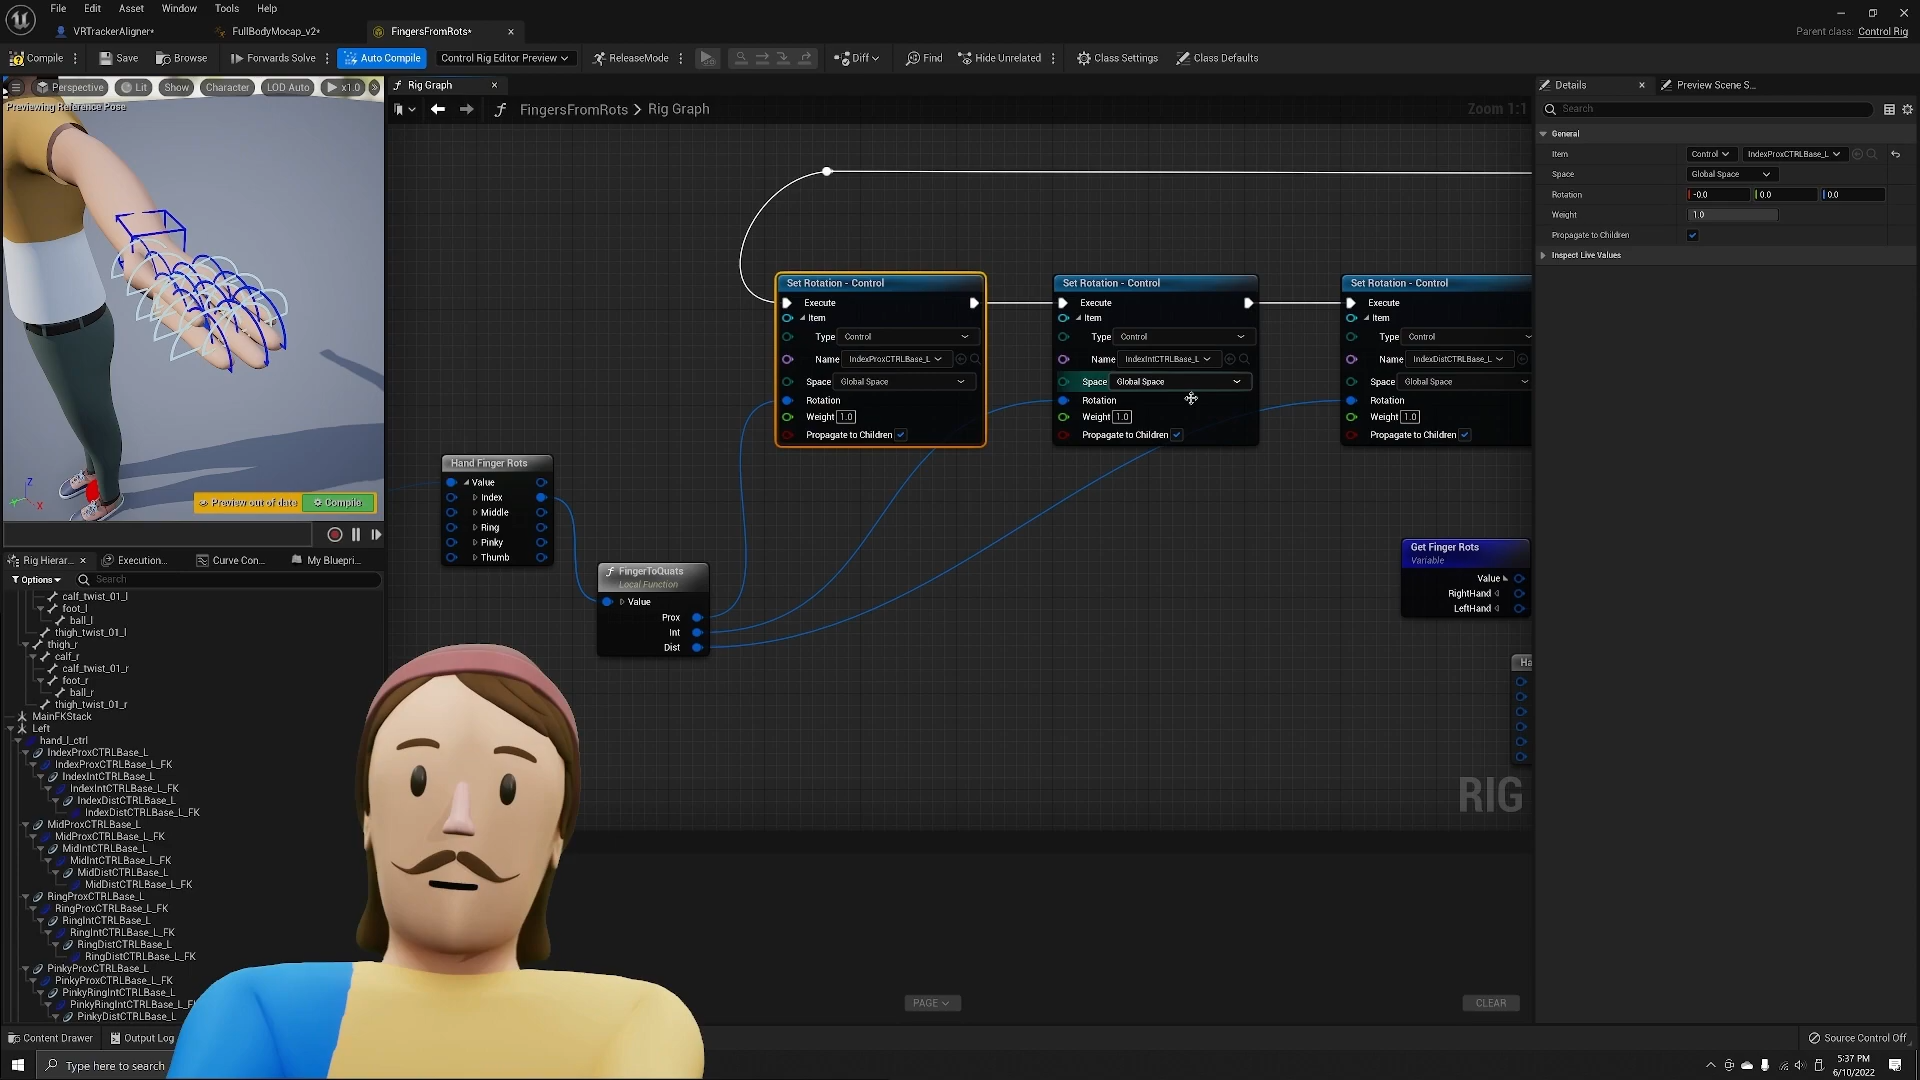 File Edit Asset Window Tools Help
VRTrackerAligner* FullBodyMocap_v2* FingersFromRots*
Parent class: Control Rig
Compile Save Browse Forwards Solve Auto Compile Control Rig Editor Preview ReleaseMode Diff Find Hide Unrelated Class Settings Class Defaults
Perspective Lit Show Character LOD Auto x1.0
Previewing Reference Pose
Z
X
Preview out of date Compile
Rig Graph
FingersFromRots > Rig Graph
Zoom 1:1
Set Rotation - Control
Execute
Item
Type Control
Name IndexProxCTRLBase_L
Space Global Space
Rotation
Weight 1.0
Propagate to Children
Set Rotation - Control
Execute
Item
Type Control
Name IndexIntCTRLBase_L
Space Global Space
Rotation
Weight 1.0
Propagate to Children
Set Rotation - Control
Execute
Item
Type Control
Name IndexDistCTRLBase_L
Space Global Space
Rotation
Weight 1.0
Propagate to Children
Hand Finger Rots
Value
Index
Middle
Ring
Pinky
Thumb
FingerToQuats
Local Function
Value
Prox
Int
Dist
Get Finger Rots
Variable
Value
RightHand
LeftHand
Ha
RIG
PAGE
CLEAR
Rig Hierar... Execution... Curve Con... My Bluepri...
Options Search
calf_twist_01_l
foot_l
ball_l
thigh_twist_01_l
thigh_r
calf_r
calf_twist_01_r
foot_r
ball_r
thigh_twist_01_r
MainFKStack
Left
hand_l_ctrl
IndexProxCTRLBase_L
IndexProxCTRLBase_L_FK
IndexIntCTRLBase_L
IndexIntCTRLBase_L_FK
IndexDistCTRLBase_L
IndexDistCTRLBase_L_FK
MidProxCTRLBase_L
MidProxCTRLBase_L_FK
MidIntCTRLBase_L
MidIntCTRLBase_L_FK
MidDistCTRLBase_L
MidDistCTRLBase_L_FK
RingProxCTRLBase_L
RingProxCTRLBase_L_FK
RingIntCTRLBase_L
RingIntCTRLBase_L_FK
RingDistCTRLBase_L
RingDistCTRLBase_L_FK
PinkyProxCTRLBase_L
PinkyProxCTRLBase_L_FK
PinkyRingIntCTRLBase_L
PinkyRingIntCTRLBase_L_F
PinkyDistCTRLBase_L
Details Preview Scene S...
Search
General
Item Control IndexProxCTRLBase_L
Space Global Space
Rotation -0.0 0.0 0.0
Weight 1.0
Propagate to Children
Inspect Live Values
Content Drawer Output Log
Source Control Off
Type here to search
5:37 PM
6/10/2022